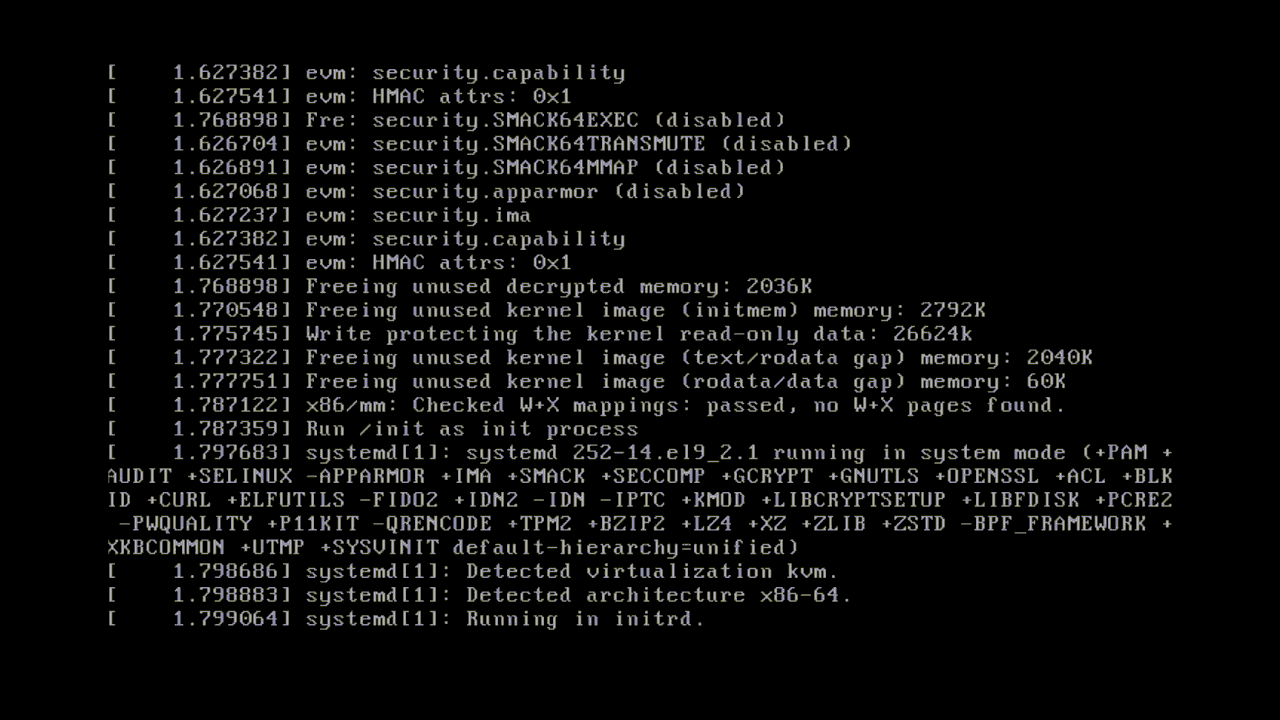 [    1.627382] evm: security.capability
[    1.627541] evm: HMAC attrs: 0x1
[    1.768898] Fre: security.SMACK64EXEC (disabled)
[    1.626704] evm: security.SMACK64TRANSMUTE (disabled)
[    1.626891] evm: security.SMACK64MMAP (disabled)
[    1.627068] evm: security.apparmor (disabled)
[    1.627237] evm: security.ima
[    1.627382] evm: security.capability
[    1.627541] evm: HMAC attrs: 0x1
[    1.768898] Freeing unused decrypted memory: 2036K
[    1.770548] Freeing unused kernel image (initmem) memory: 2792K
[    1.775745] Write protecting the kernel read-only data: 26624k
[    1.777322] Freeing unused kernel image (text/rodata gap) memory: 2040K
[    1.777751] Freeing unused kernel image (rodata/data gap) memory: 60K
[    1.787122] x86/mm: Checked W+X mappings: passed, no W+X pages found.
[    1.787359] Run /init as init process
[    1.797683] systemd[1]: systemd 252-14.el9_2.1 running in system mode (+PAM +
AUDIT +SELINUX -APPARMOR +IMA +SMACK +SECCOMP +GCRYPT +GNUTLS +OPENSSL +ACL +BLK
ID +CURL +ELFUTILS -FIDO2 +IDN2 -IDN -IPTC +KMOD +LIBCRYPTSETUP +LIBFDISK +PCRE2
 -PWQUALITY +P11KIT -QRENCODE +TPM2 +BZIP2 +LZ4 +XZ +ZLIB +ZSTD -BPF_FRAMEWORK +
XKBCOMMON +UTMP +SYSVINIT default-hierarchy=unified)
[    1.798686] systemd[1]: Detected virtualization kvm.
[    1.798883] systemd[1]: Detected architecture x86-64.
[    1.799064] systemd[1]: Running in initrd.